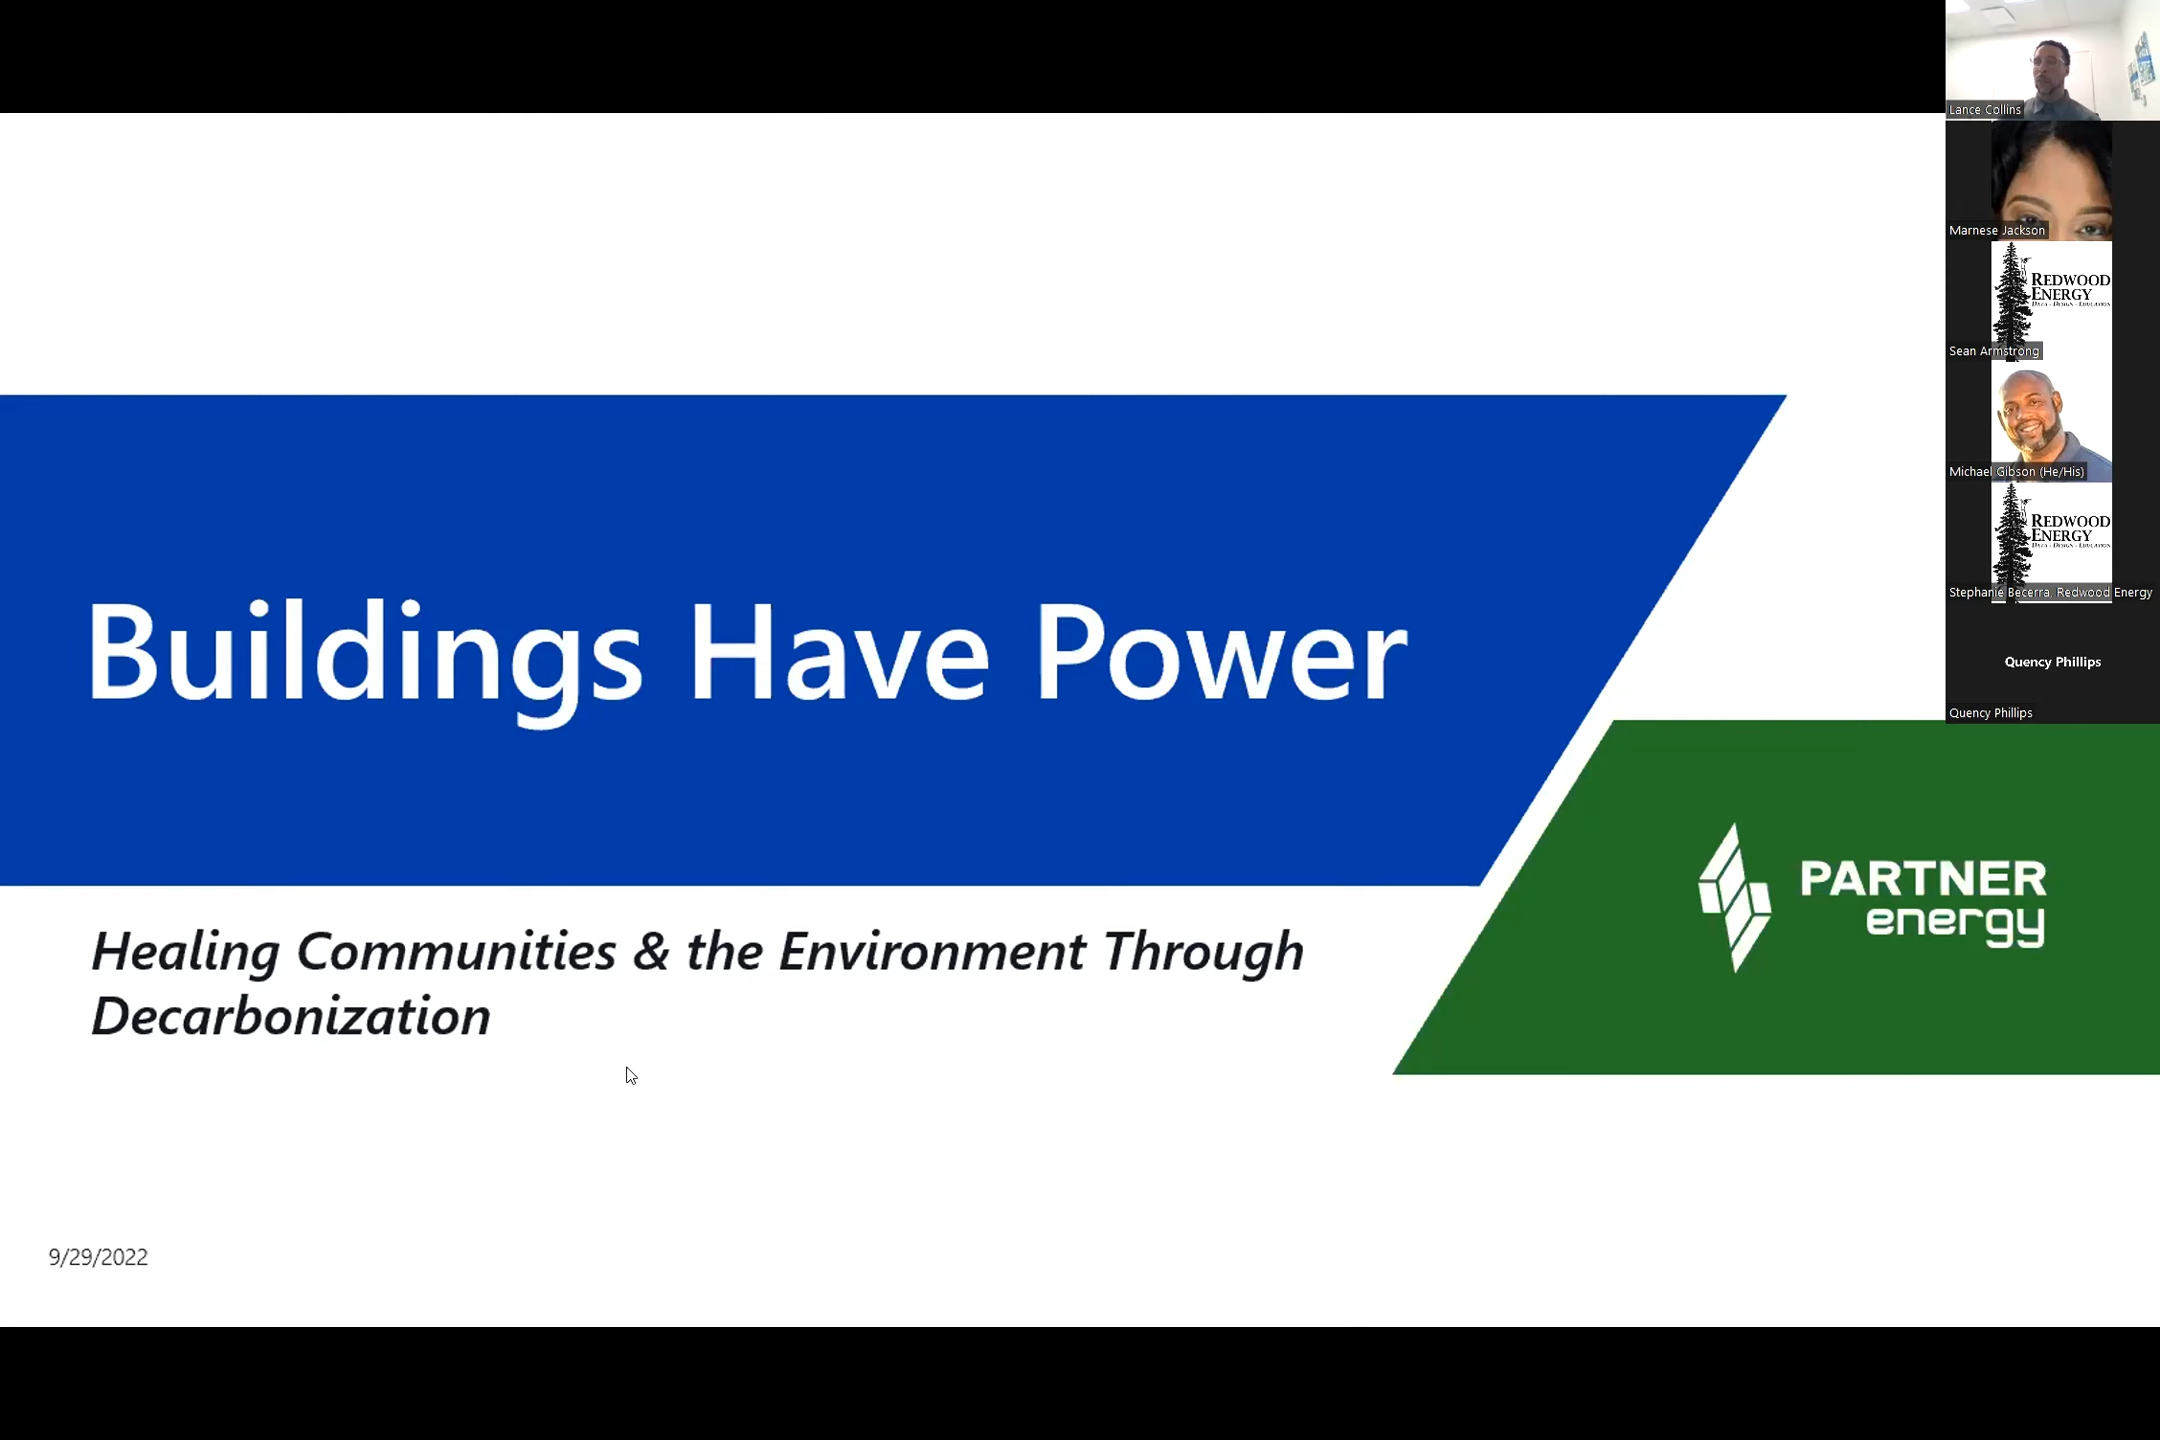 Buildings Have Power
Healing Communities & the Environment Through
Decarbonization
PARTNER
energy
9/29/2022
Lance Collins
Marnese Jackson
REDWOOD
ENERGY
Sean Armstrong
Michael Gibson (He/His)
REDWOOD
ENERGY
Stephanie Becerra, Redwood Energy
Quency Phillips
Quency Phillips